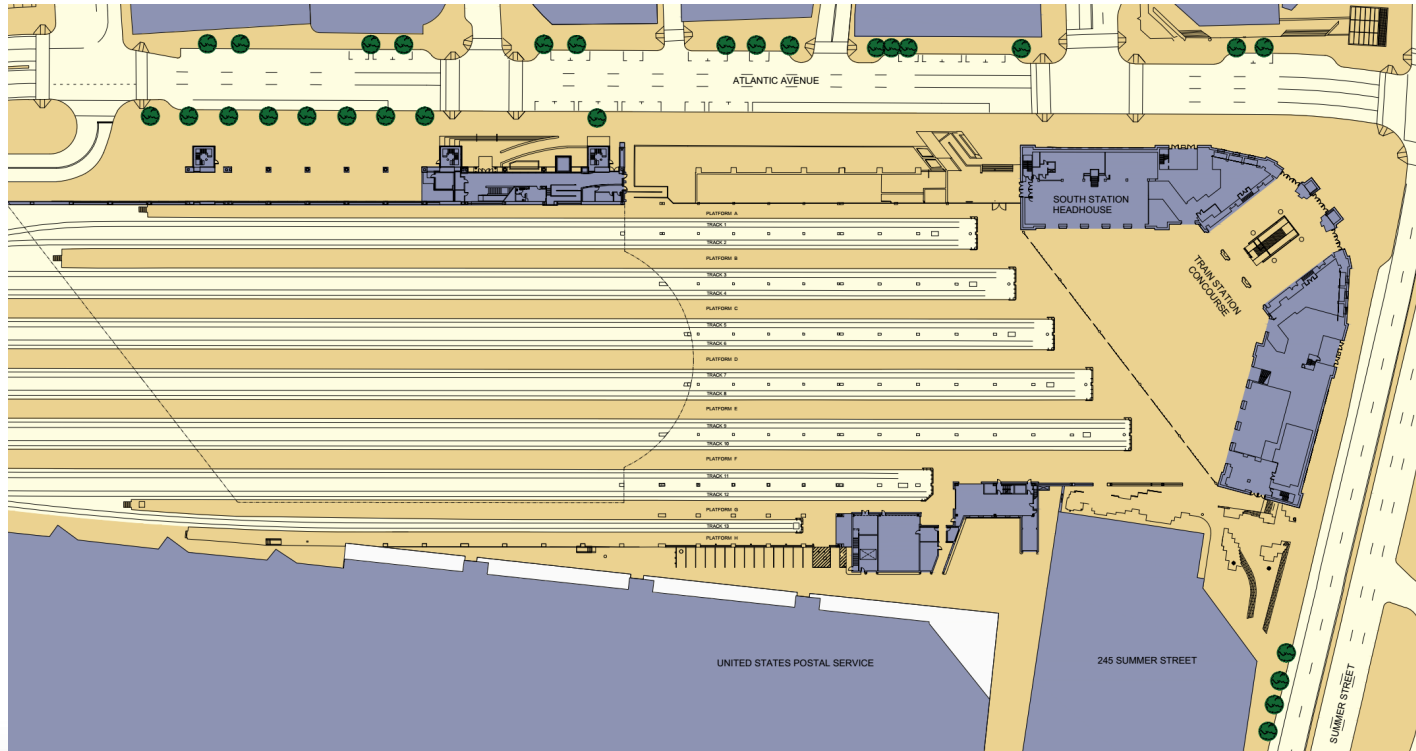 ATLANTIC AVENUE
SOUTH STATION
HEADHOUSE
PLATFORM A
TRACK 1
TRACK 2
PLATFORM B
TRACK 3
TRACK 4
PLATFORM C
TRACK 5
TRACK 6
PLATFORM D
TRACK 7
TRACK 8
PLATFORM E
TRACK 9
TRACK 10
PLATFORM F
TRACK 11
TRACK 12
PLATFORM G
TRACK 13
PLATFORM H
TRAIN STATION
CONCOURSE
UNITED STATES POSTAL SERVICE
245 SUMMER STREET
SUMMER STREET